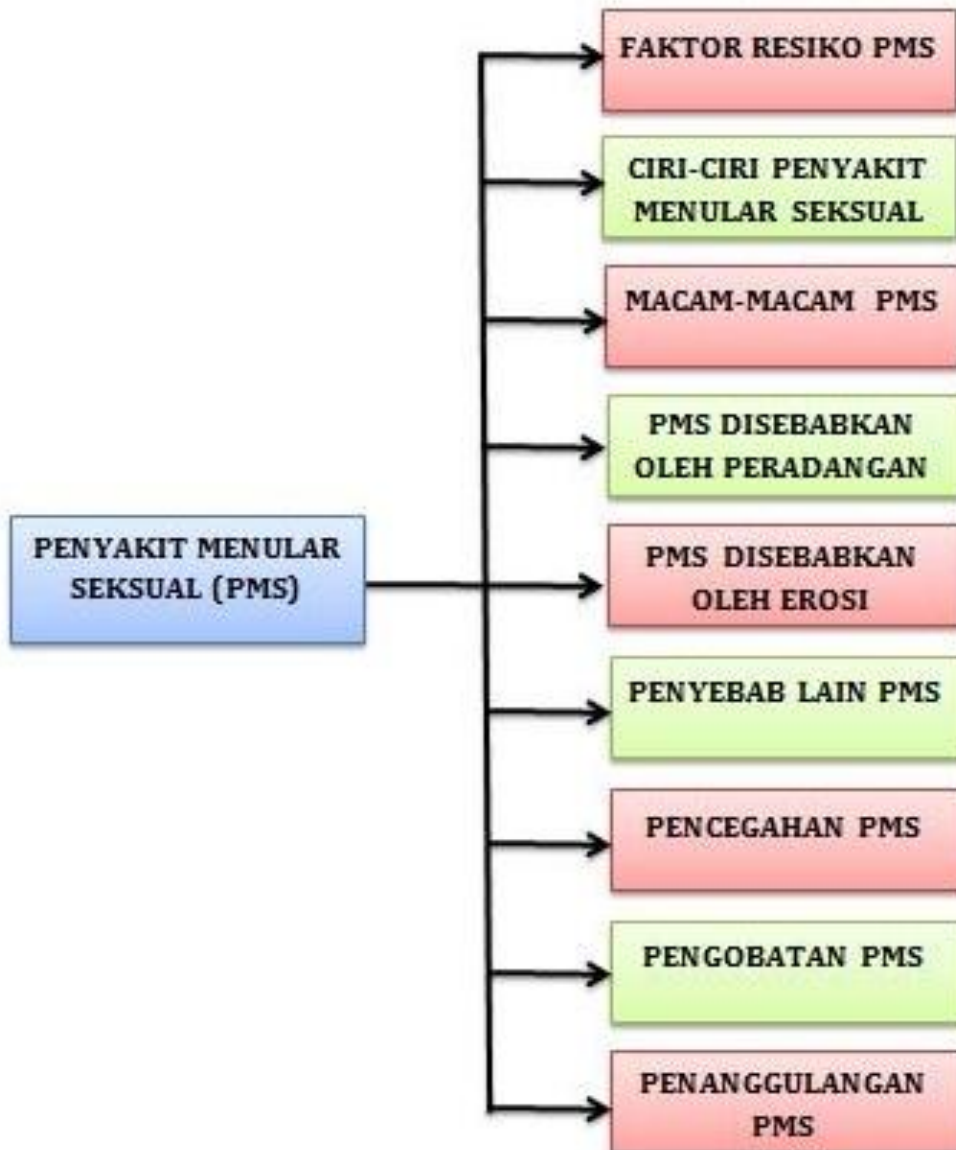 FAKTOR RESIKO PMS
CIRI-CIRI PENYAKIT
MENULAR SEKSUAL
MACAM-MACAM PMS
PMS DISEBABKAN
OLEH PERADANGAN
PENYAKIT MENULAR
SEKSUAL (PMS)
PMS DISEBABKAN
OLEH EROSI
PENYEBAB LAIN PMS
PENCEGAHAN PMS
PENGOBATAN PMS
PENANGGULANGAN
PMS